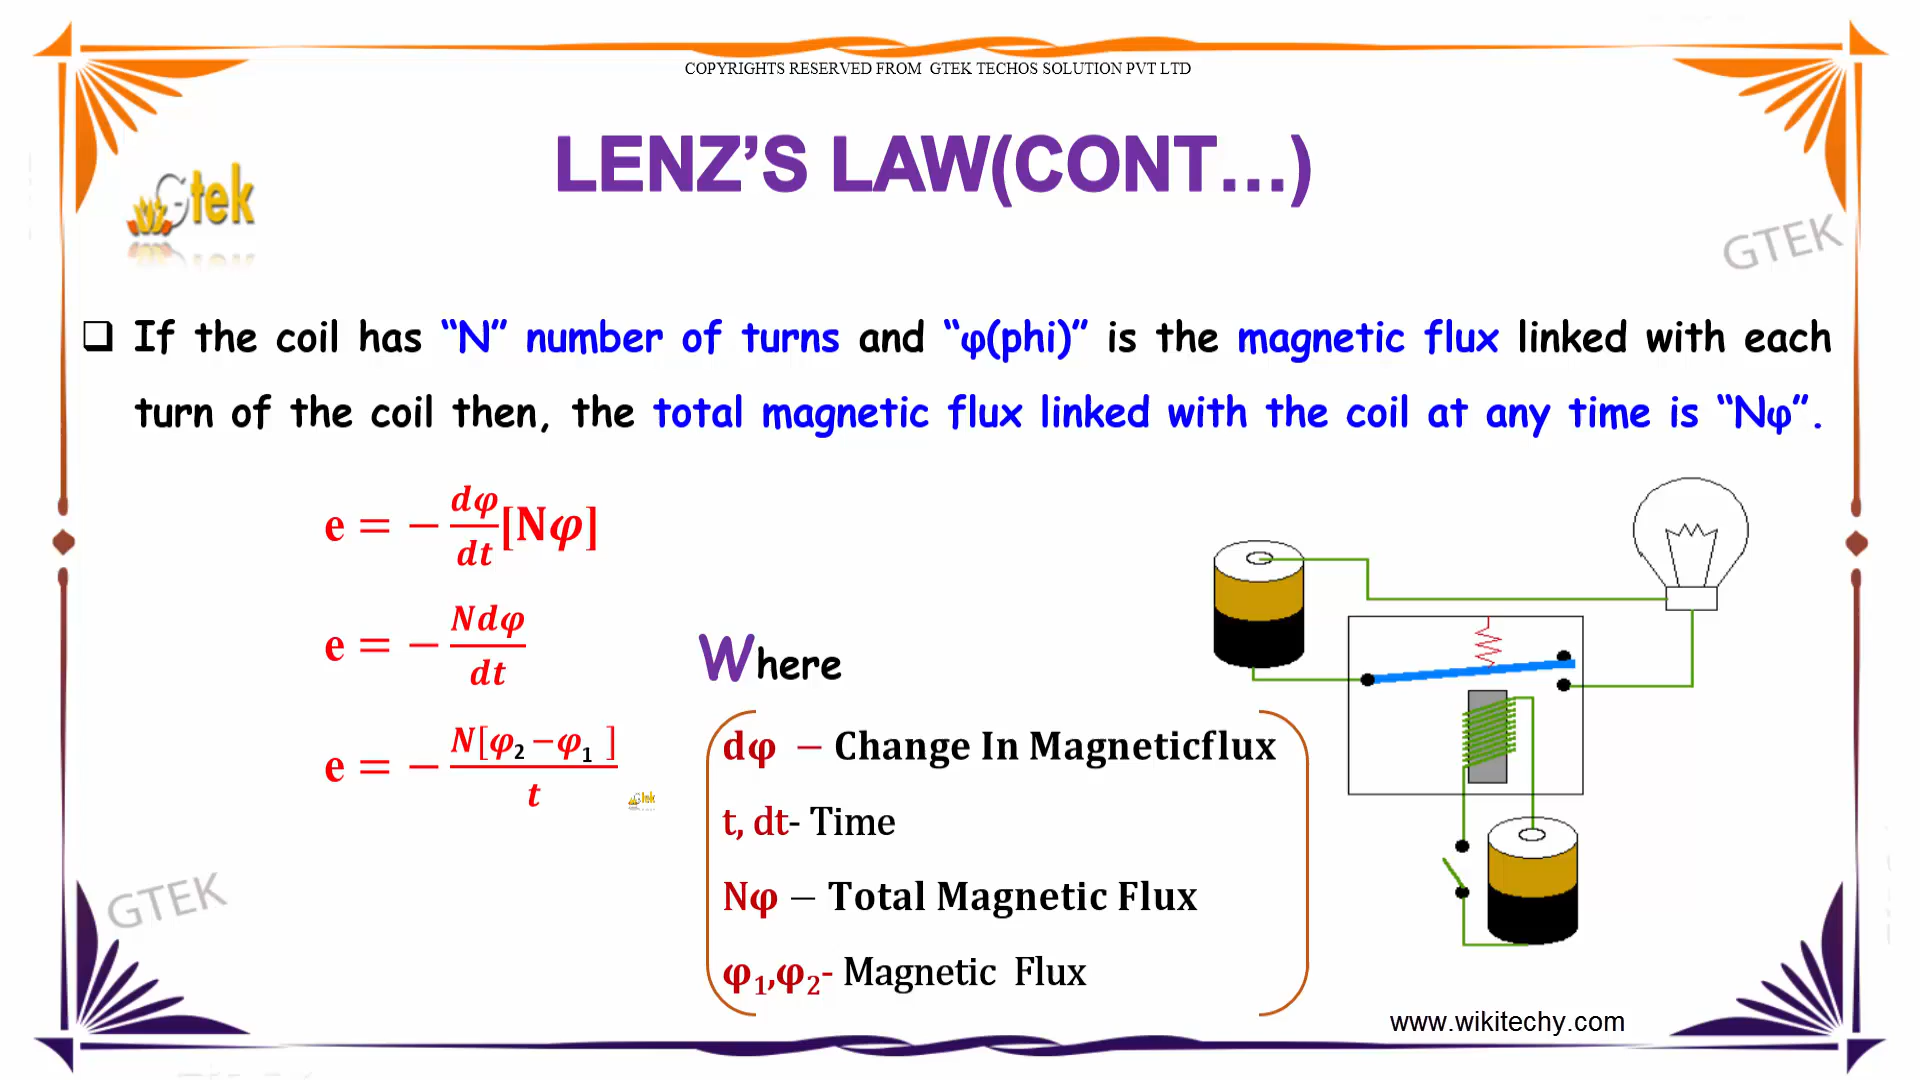 COPYRIGHTS RESERVED FROM GTEK TECHOS SOLUTION PVT LTD
LENZ’S LAW(CONT...)
Gtek
GTEK
❑ If the coil has “N” number of turns and “φ(phi)” is the magnetic flux linked with each
turn of the coil then, the total magnetic flux linked with the coil at any time is “Nφ”.
e = − dφ/dt [Nφ]
e = − Ndφ/dt
e = − N[φ₂ −φ₁ ]/t
Gtek
Where
dφ − Change In Magneticflux
t, dt- Time
Nφ − Total Magnetic Flux
φ₁,φ₂- Magnetic Flux
GTEK
www.wikitechy.com